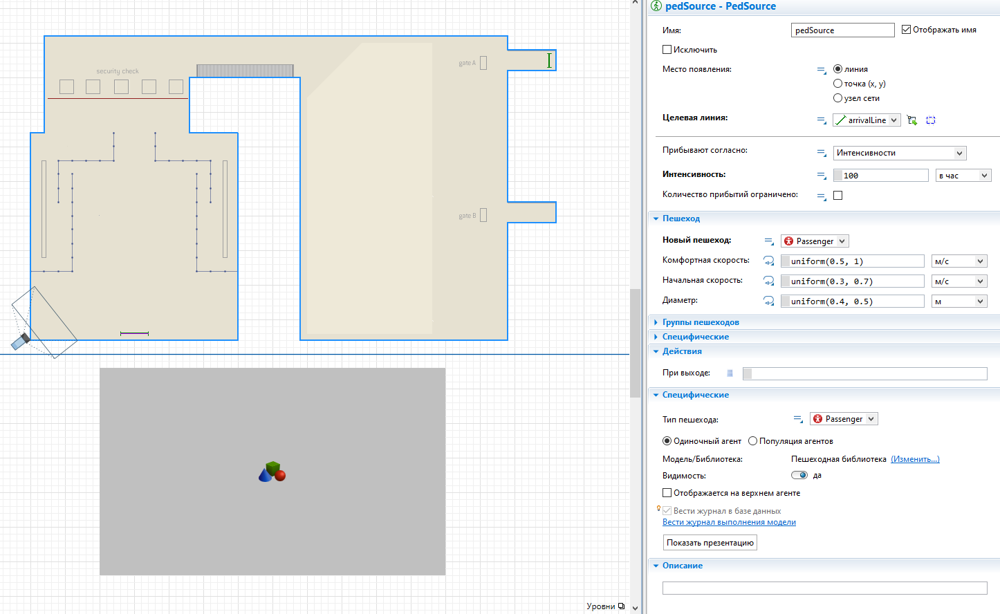 security check
gate A
gate B
Уровни
pedSource - PedSource
Имя:
pedSource
Отображать имя
Исключить
Место появления:
линия
точка (x, y)
узел сети
Целевая линия:
arrivalLine
Прибывают согласно:
Интенсивности
Интенсивность:
100
в час
Количество прибытий ограничено:
Пешеход
Новый пешеход:
Passenger
Комфортная скорость:
uniform(0.5, 1)
м/с
Начальная скорость:
uniform(0.3, 0.7)
м/с
Диаметр:
uniform(0.4, 0.5)
м
Группы пешеходов
Специфические
Действия
При выходе:
Специфические
Тип пешехода:
Passenger
Одиночный агент
Популяция агентов
Модель/Библиотека:
Пешеходная библиотека
(Изменить...)
Видимость:
да
Отображается на верхнем агенте
Вести журнал в базе данных
Вести журнал выполнения модели
Показать презентацию
Описание